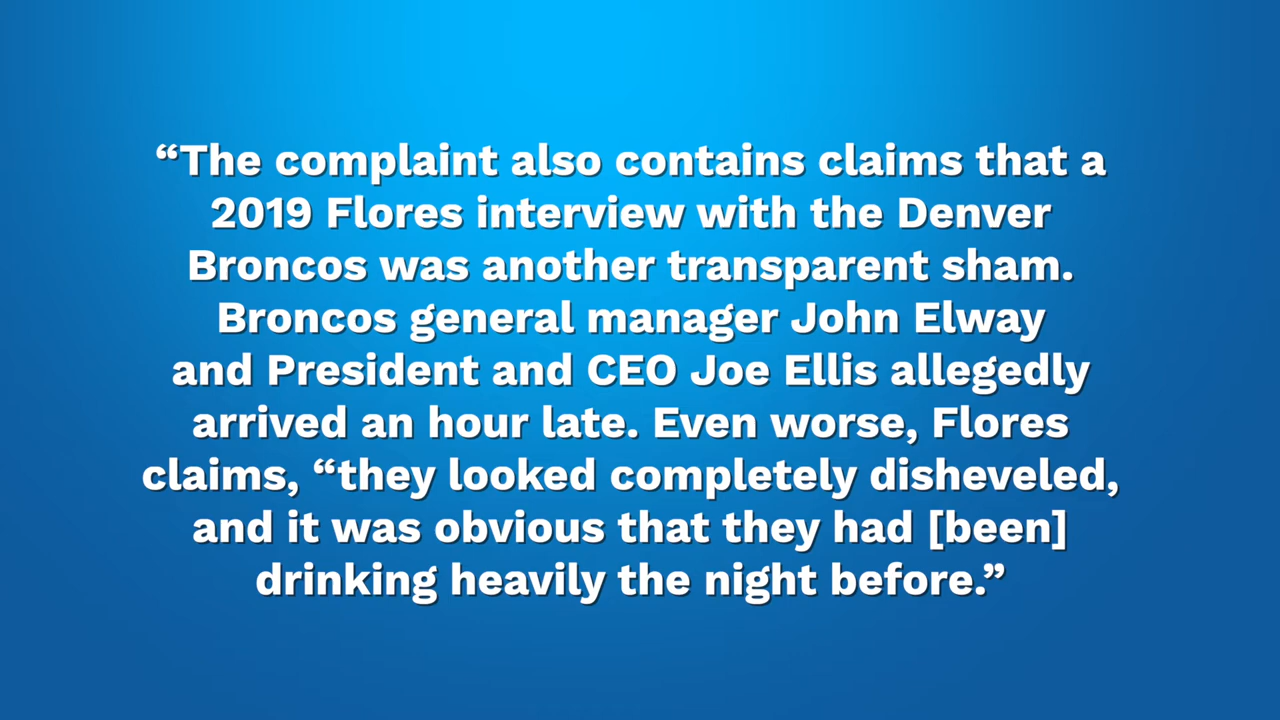 “The complaint also contains claims that a
2019 Flores interview with the Denver
Broncos was another transparent sham.
Broncos general manager John Elway
and President and CEO Joe Ellis allegedly
arrived an hour late. Even worse, Flores
claims, “they looked completely disheveled,
and it was obvious that they had [been]
drinking heavily the night before.”